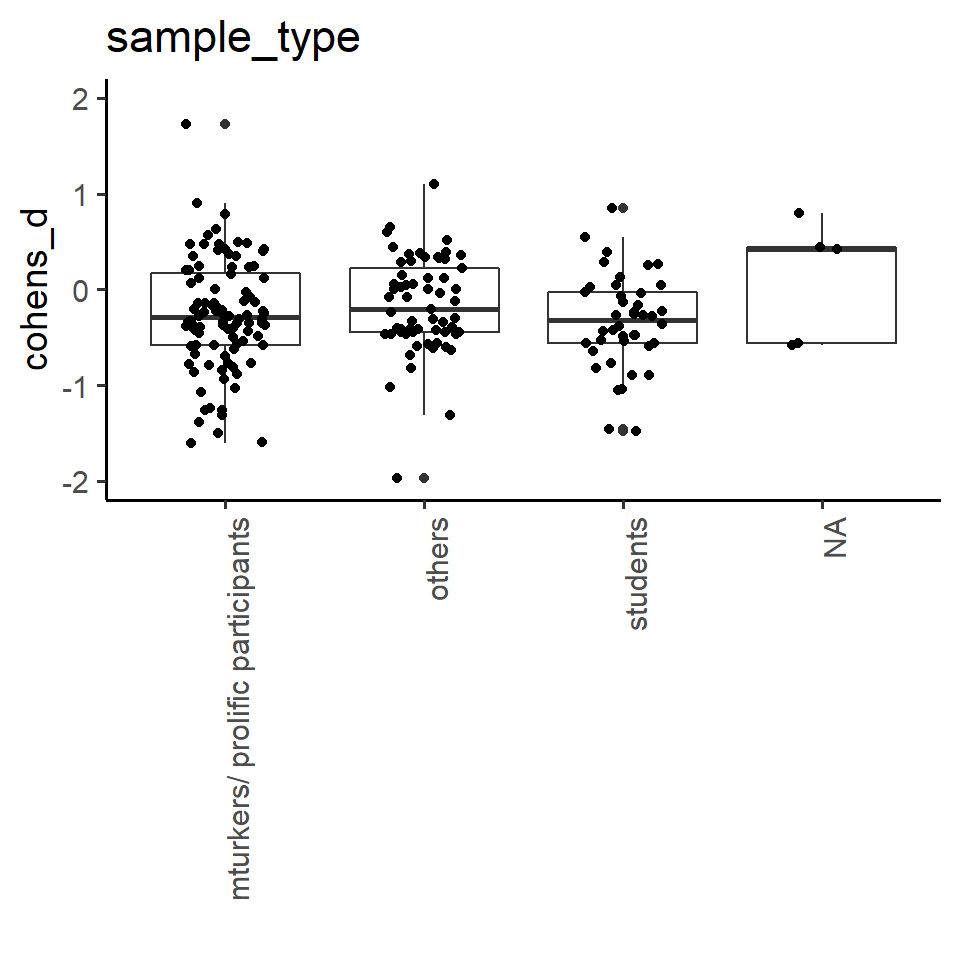 sample_type
cohens_d
2
1
0
-1
-2
mturkers/ prolific participants
others
students
NA